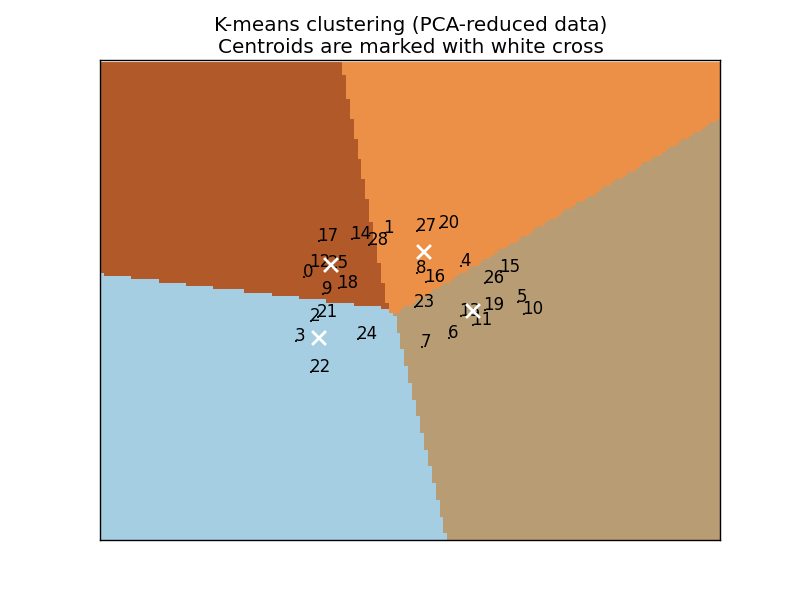 K-means clustering (PCA-reduced data)
Centroids are marked with white cross
27 20
17 14 28 1
12 25 0 9 18
8 16 4 26 15
23 19 5 10 11
2 21 3 24 22
7 6